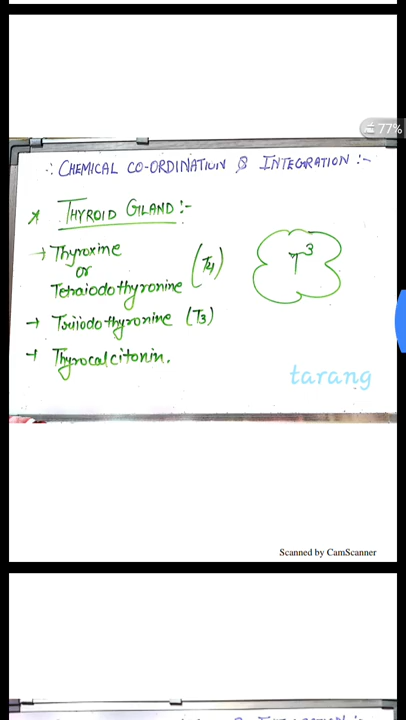 77%
∴ CHEMICAL CO-ORDINATION & INTEGRATION :-
* THYROID GLAND :-
→ Thyroxine
or
Tetraiodothyronine (T4)
T³
→ Triiodothyronine (T3)
→ Thyrocalcitonin.
tarang
Scanned by CamScanner